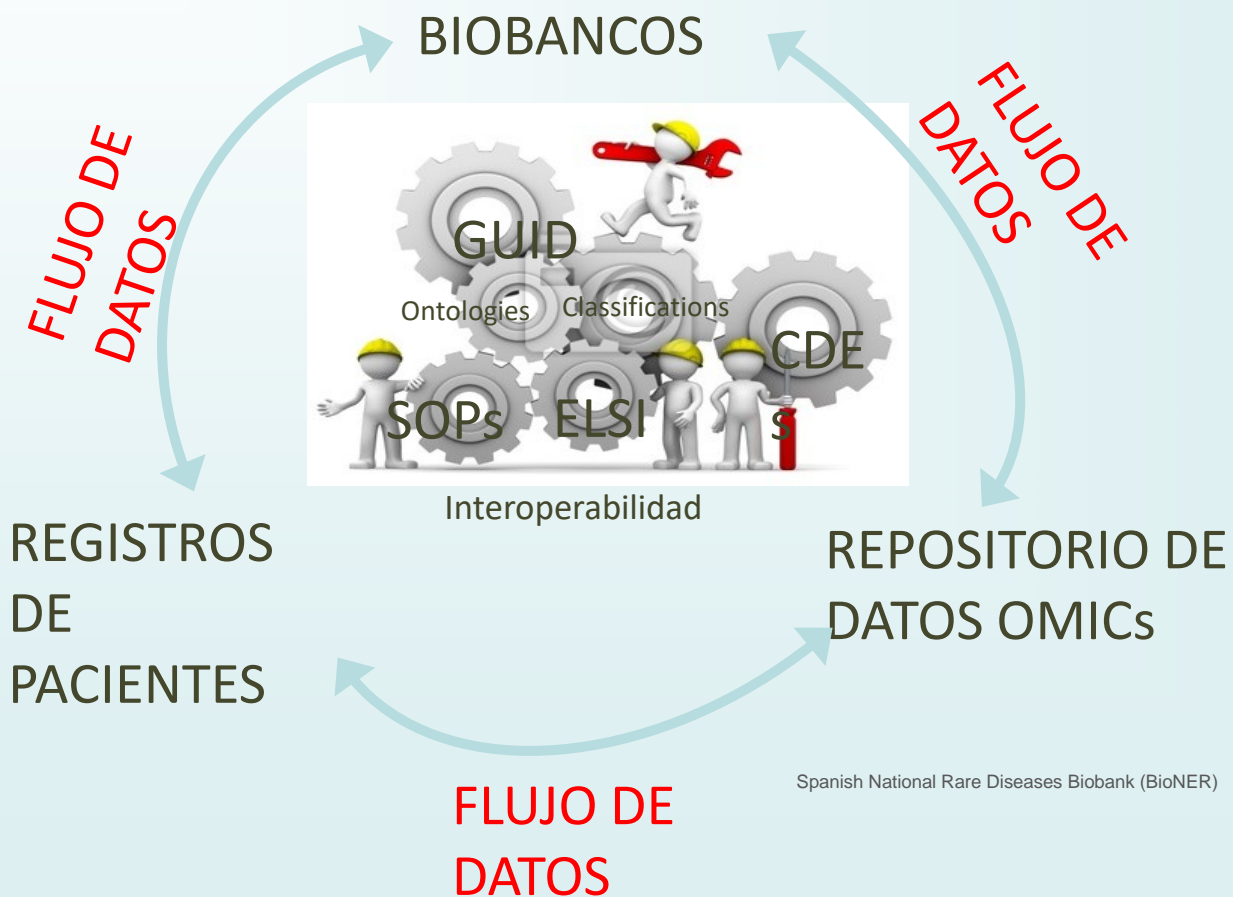 BIOBANCOS
FLUJO DE
DATOS
FLUJO DE
DATOS
GUID
Ontologies
Classifications
CDE
s
SOPs
ELSI
Interoperabilidad
REGISTROS
DE
PACIENTES
REPOSITORIO DE
DATOS OMICs
FLUJO DE
DATOS
Spanish National Rare Diseases Biobank (BioNER)